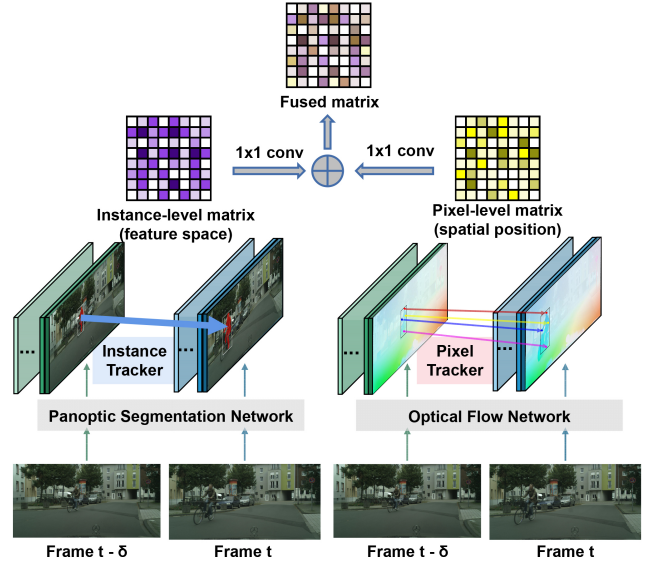 Fused matrix
1x1 conv
1x1 conv
Instance-level matrix
(feature space)
Pixel-level matrix
(spatial position)
...
...
...
...
Instance
Tracker
Pixel
Tracker
Panoptic Segmentation Network
Optical Flow Network
Frame t - δ
Frame t
Frame t - δ
Frame t